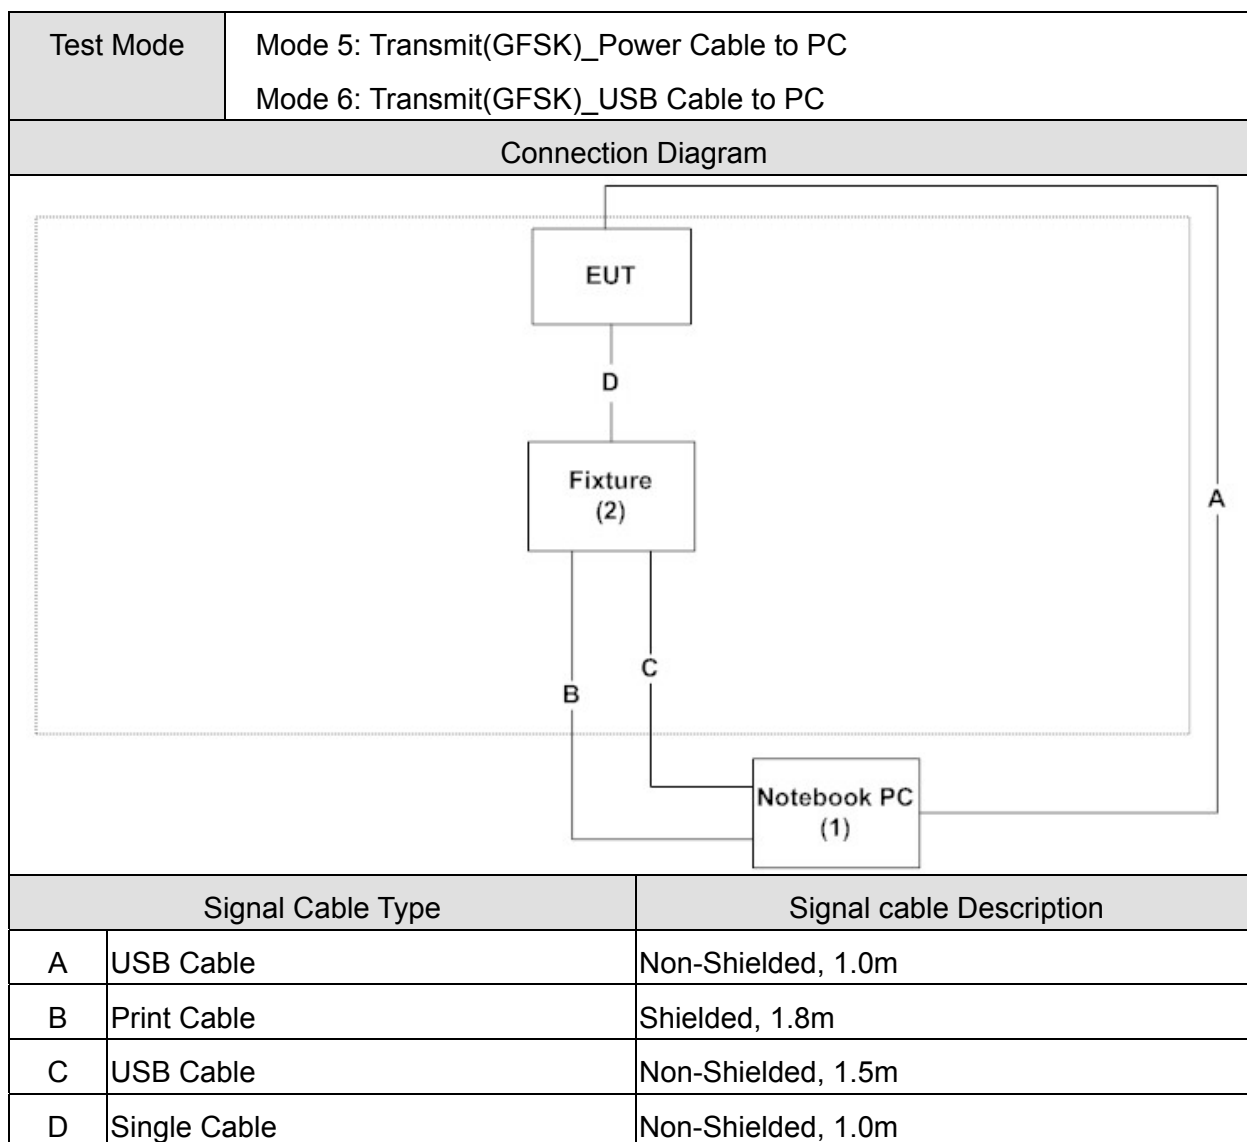 Test Mode
Mode 5: Transmit(GFSK)_Power Cable to PC
Mode 6: Transmit(GFSK)_USB Cable to PC
Connection Diagram
EUT
D
Fixture
(2)
A
C
B
Notebook PC
(1)
Signal Cable Type
Signal cable Description
A
USB Cable
Non-Shielded, 1.0m
B
Print Cable
Shielded, 1.8m
C
USB Cable
Non-Shielded, 1.5m
D
Single Cable
Non-Shielded, 1.0m